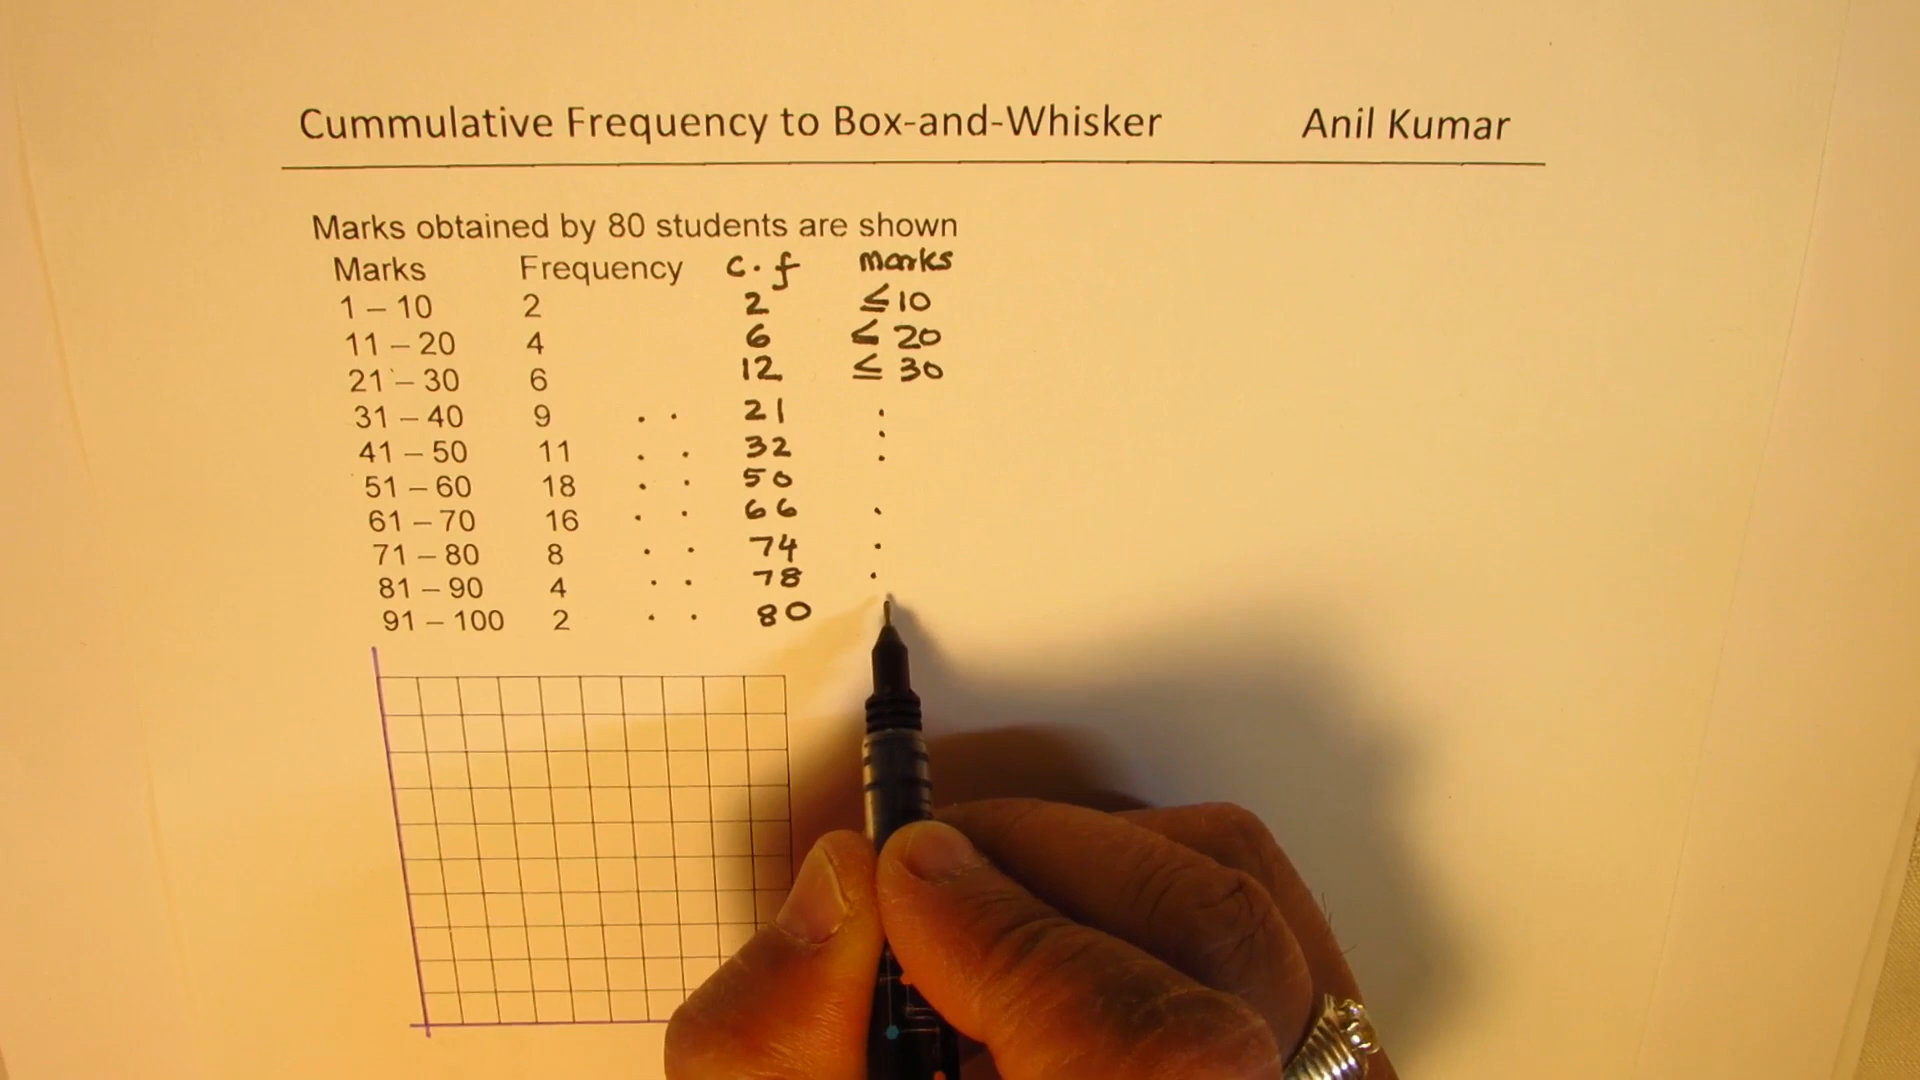 Cummulative Frequency to Box-and-Whisker Anil Kumar
Marks obtained by 80 students are shown
Marks Frequency c.f marks
1 – 10 2 2 ≤ 10
11 – 20 4 6 ≤ 20
21 – 30 6 12 ≤ 30
31 – 40 9 . . 21 .
41 – 50 11 . . 32 .
51 – 60 18 . . 50
61 – 70 16 . . 66 .
71 – 80 8 . . 74 .
81 – 90 4 . . 78 .
91 – 100 2 . . 80